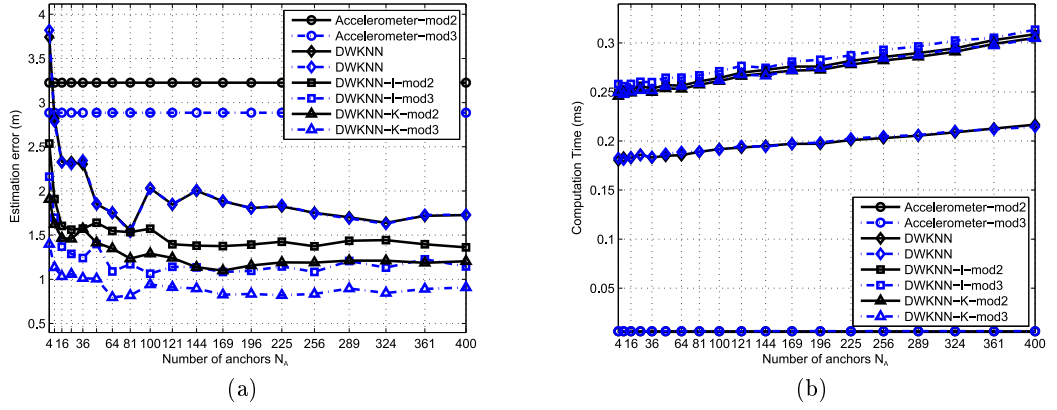 4
3.5
3
2.5
2
1.5
1
0.5
Estimation error (m)
Accelerometer−mod2
Accelerometer−mod3
DWKNN
DWKNN
DWKNN−I−mod2
DWKNN−I−mod3
DWKNN−K−mod2
DWKNN−K−mod3
4 16 36 64 81 100 121 144 169 196 225 256 289 324 361 400
Number of anchors N_A
(a)
0.3
0.25
0.2
0.15
0.1
0.05
Computation Time (ms)
Accelerometer−mod2
Accelerometer−mod3
DWKNN
DWKNN
DWKNN−I−mod2
DWKNN−I−mod3
DWKNN−K−mod2
DWKNN−K−mod3
4 16 36 64 81 100 121 144 169 196 225 256 289 324 361 400
Number of anchors N_A
(b)